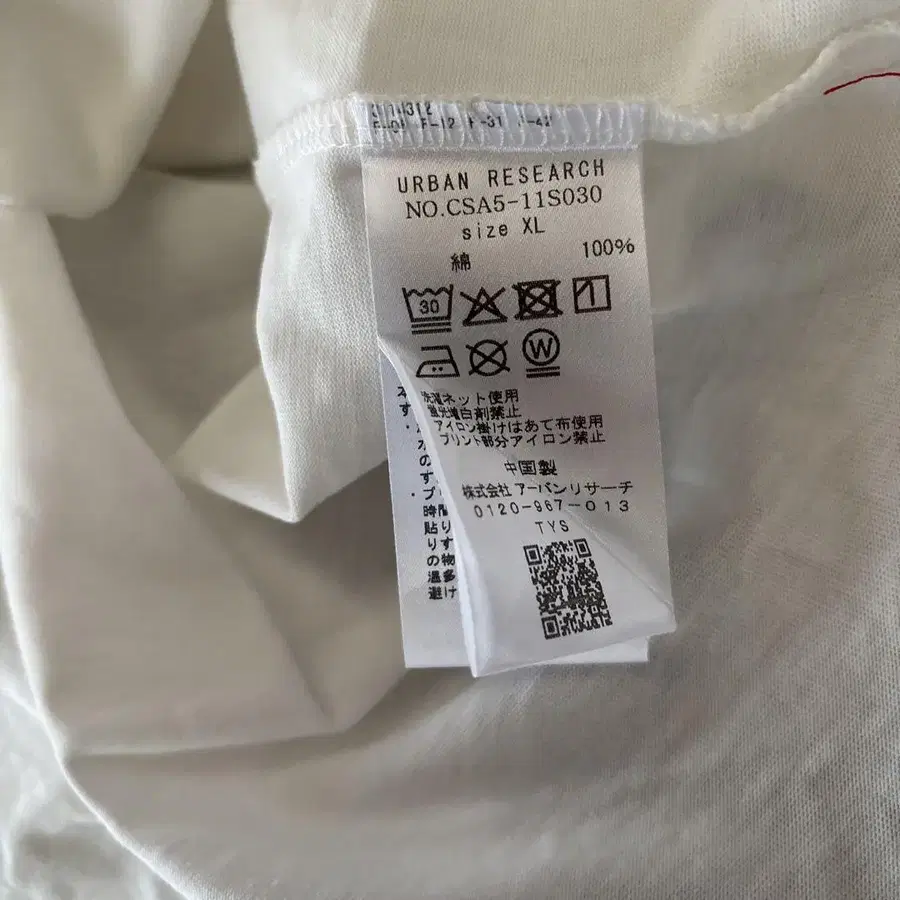 URBAN RESEARCH
NO.CSA5-11S030
size XL
綿 100%
30
W
洗濯ネット使用
蛍光増白剤禁止
アイロン掛けはあて布使用
プリント部分アイロン禁止
中国製
株式会社 アーバンリサーチ
0120-967-013
TYS